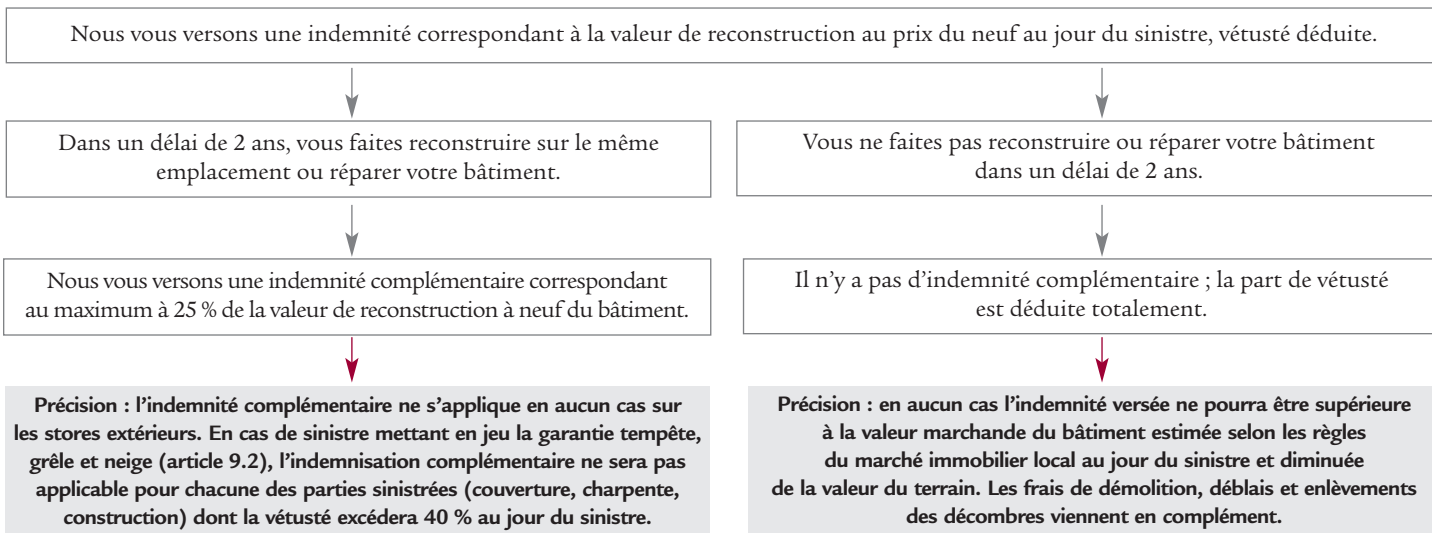 Nous vous versons une indemnité correspondant à la valeur de reconstruction au prix du neuf au jour du sinistre, vétusté déduite.
Dans un délai de 2 ans, vous faites reconstruire sur le même
emplacement ou réparer votre bâtiment.
Nous vous versons une indemnité complémentaire correspondant
au maximum à 25 % de la valeur de reconstruction à neuf du bâtiment.
Précision : l'indemnité complémentaire ne s'applique en aucun cas sur
les stores extérieurs. En cas de sinistre mettant en jeu la garantie tempête,
grêle et neige (article 9.2), l'indemnisation complémentaire ne sera pas
applicable pour chacune des parties sinistrées (couverture, charpente,
construction) dont la vétusté excédera 40 % au jour du sinistre.
Vous ne faites pas reconstruire ou réparer votre bâtiment
dans un délai de 2 ans.
Il n'y a pas d'indemnité complémentaire ; la part de vétusté
est déduite totalement.
Précision : en aucun cas l'indemnité versée ne pourra être supérieure
à la valeur marchande du bâtiment estimée selon les règles
du marché immobilier local au jour du sinistre et diminuée
de la valeur du terrain. Les frais de démolition, déblais et enlèvements
des décombres viennent en complément.